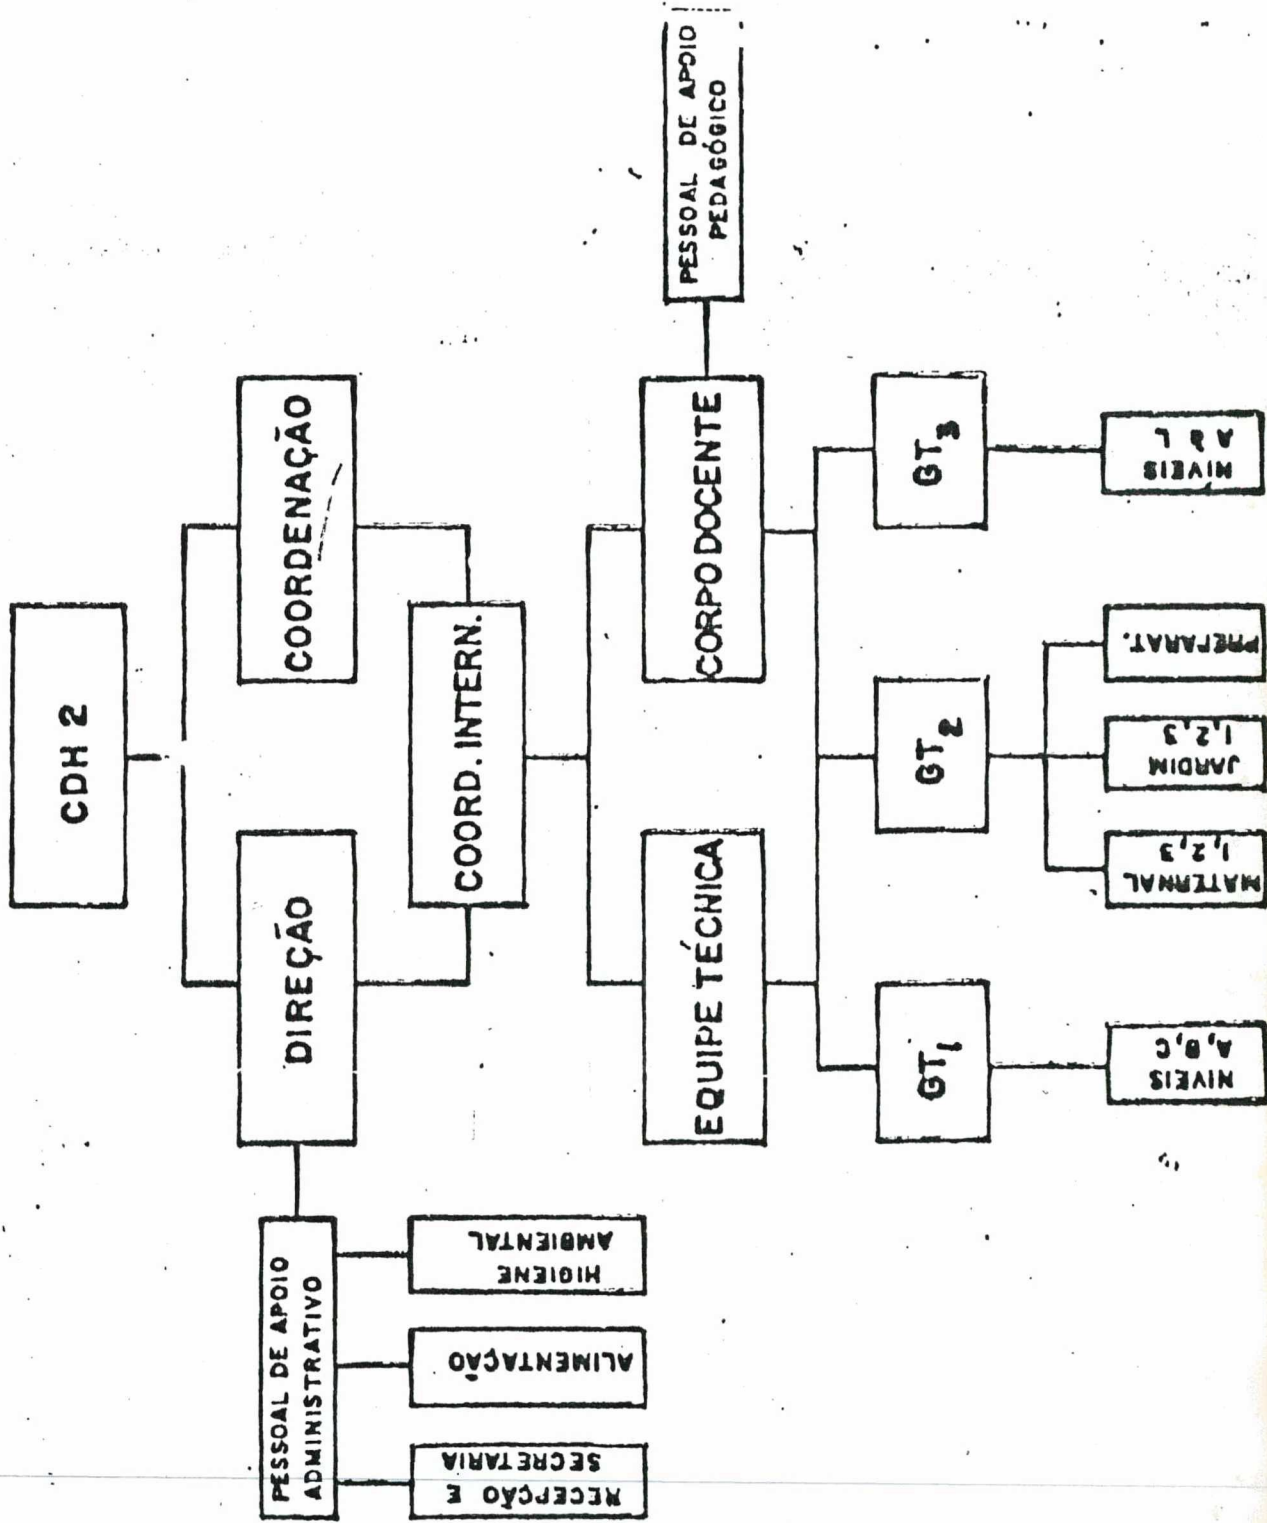 CDH 2
DIREÇÃO
COORDENAÇÃO
PESSOAL DE APOIO
ADMINISTRATIVO
COORD. INTERN.
RECEPÇÃO E
SECRETARIA
ALIMENTAÇÃO
HIGIENE
AMBIENTAL
EQUIPE TÉCNICA
CORPO DOCENTE
PESSOAL DE APOIO
PEDAGÓGICO
GT1
GT2
GT3
NIVEIS
A,B,C
MATERNAL
1,2,3
JARDIM
1,2,3
PREPARAT.
NIVEIS
A à L